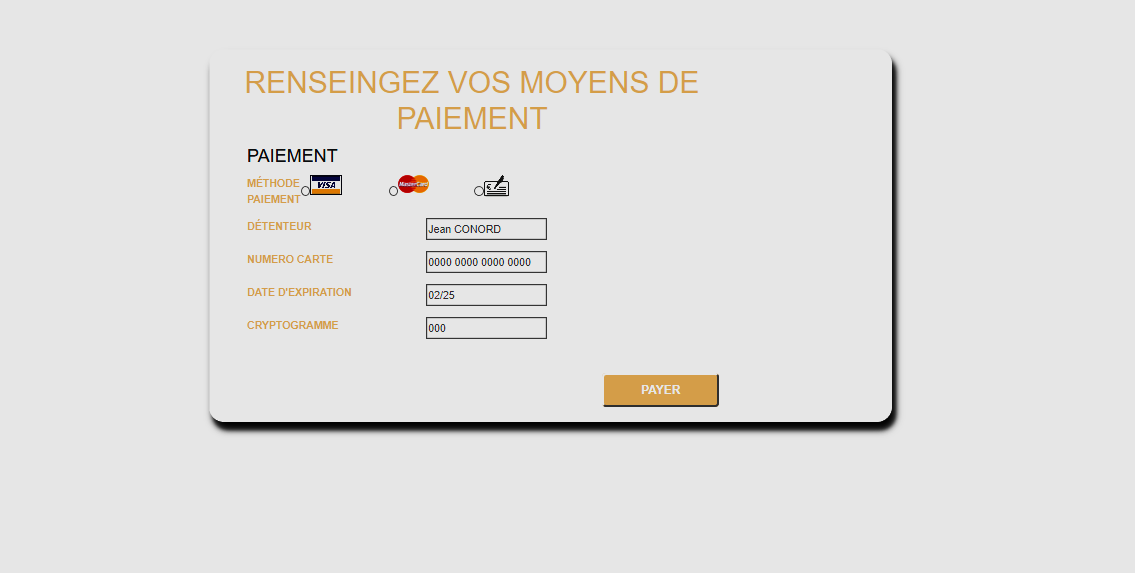 RENSEINGEZ VOS MOYENS DE
PAIEMENT
PAIEMENT
MÉTHODE
PAIEMENT
VISA
MasterCard
€
DÉTENTEUR
Jean CONORD
NUMERO CARTE
0000 0000 0000 0000
DATE D'EXPIRATION
02/25
CRYPTOGRAMME
000
PAYER